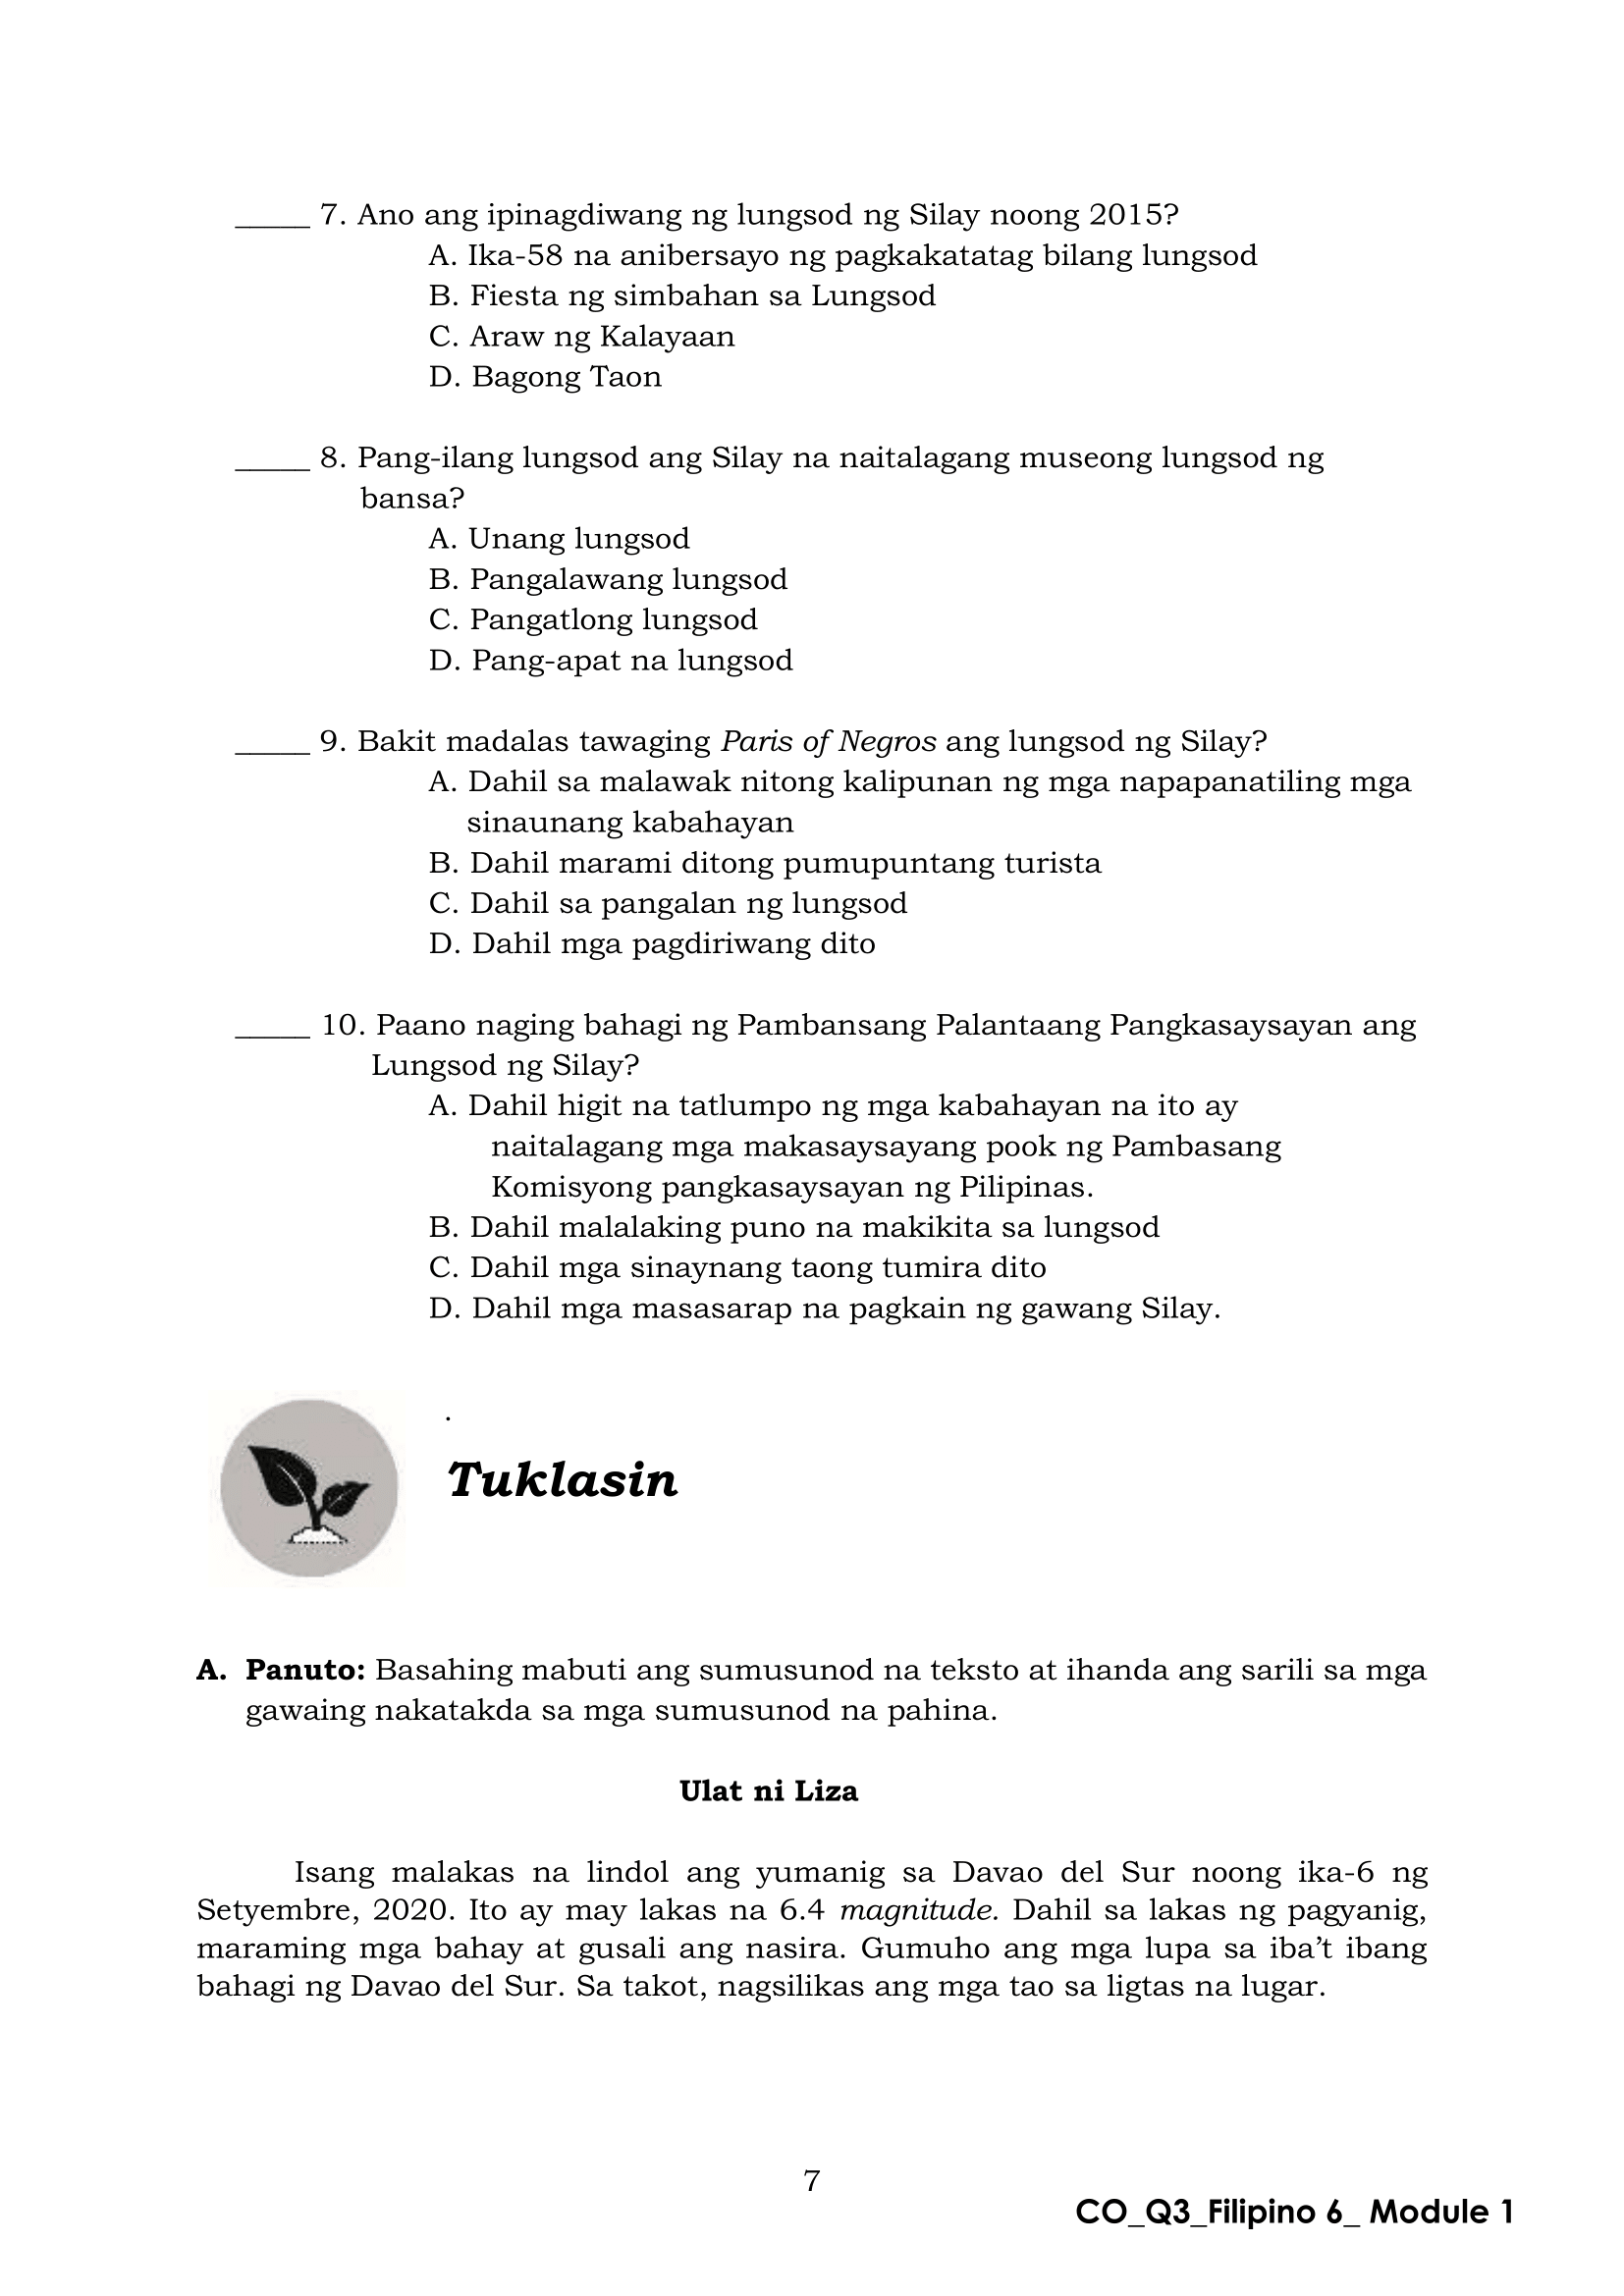 _____ 7. Ano ang ipinagdiwang ng lungsod ng Silay noong 2015?
A. Ika-58 na anibersayo ng pagkakatatag bilang lungsod
B. Fiesta ng simbahan sa Lungsod
C. Araw ng Kalayaan
D. Bagong Taon
_____ 8. Pang-ilang lungsod ang Silay na naitalagang museong lungsod ng
bansa?
A. Unang lungsod
B. Pangalawang lungsod
C. Pangatlong lungsod
D. Pang-apat na lungsod
_____ 9. Bakit madalas tawaging Paris of Negros ang lungsod ng Silay?
A. Dahil sa malawak nitong kalipunan ng mga napapanatiling mga
sinaunang kabahayan
B. Dahil marami ditong pumupuntang turista
C. Dahil sa pangalan ng lungsod
D. Dahil mga pagdiriwang dito
_____ 10. Paano naging bahagi ng Pambansang Palantaang Pangkasaysayan ang
Lungsod ng Silay?
A. Dahil higit na tatlumpo ng mga kabahayan na ito ay
naitalagang mga makasaysayang pook ng Pambasang
Komisyong pangkasaysayan ng Pilipinas.
B. Dahil malalaking puno na makikita sa lungsod
C. Dahil mga sinaynang taong tumira dito
D. Dahil mga masasarap na pagkain ng gawang Silay.
.
Tuklasin
A. Panuto: Basahing mabuti ang sumusunod na teksto at ihanda ang sarili sa mga
gawaing nakatakda sa mga sumusunod na pahina.
Ulat ni Liza
Isang malakas na lindol ang yumanig sa Davao del Sur noong ika-6 ng
Setyembre, 2020. Ito ay may lakas na 6.4 magnitude. Dahil sa lakas ng pagyanig,
maraming mga bahay at gusali ang nasira. Gumuho ang mga lupa sa iba’t ibang
bahagi ng Davao del Sur. Sa takot, nagsilikas ang mga tao sa ligtas na lugar.
7
CO_Q3_Filipino 6_ Module 1